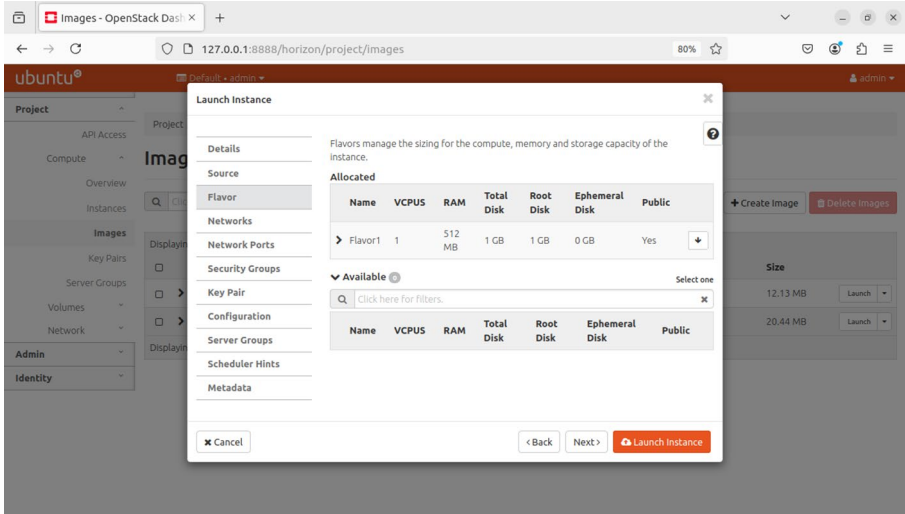 Images - OpenStack Dash
127.0.0.1:8888/horizon/project/images
80%
ubuntu
Default • admin
admin
Project
API Access
Compute
Overview
Instances
Images
Key Pairs
Server Groups
Volumes
Network
Admin
Identity
Project
Imag
Clic
Create Image
Delete Images
Displayin
Size
12.13 MB
Launch
20.44 MB
Launch
Displayin
Launch Instance
Details
Source
Flavor
Networks
Network Ports
Security Groups
Key Pair
Configuration
Server Groups
Scheduler Hints
Metadata
Flavors manage the sizing for the compute, memory and storage capacity of the
instance.
Allocated
Name VCPUS RAM Total Disk Root Disk Ephemeral Disk Public
Flavor1 1 512 MB 1 GB 1 GB 0 GB Yes
Available 0
Select one
Click here for filters.
Name VCPUS RAM Total Disk Root Disk Ephemeral Disk Public
Cancel
< Back
Next >
Launch Instance